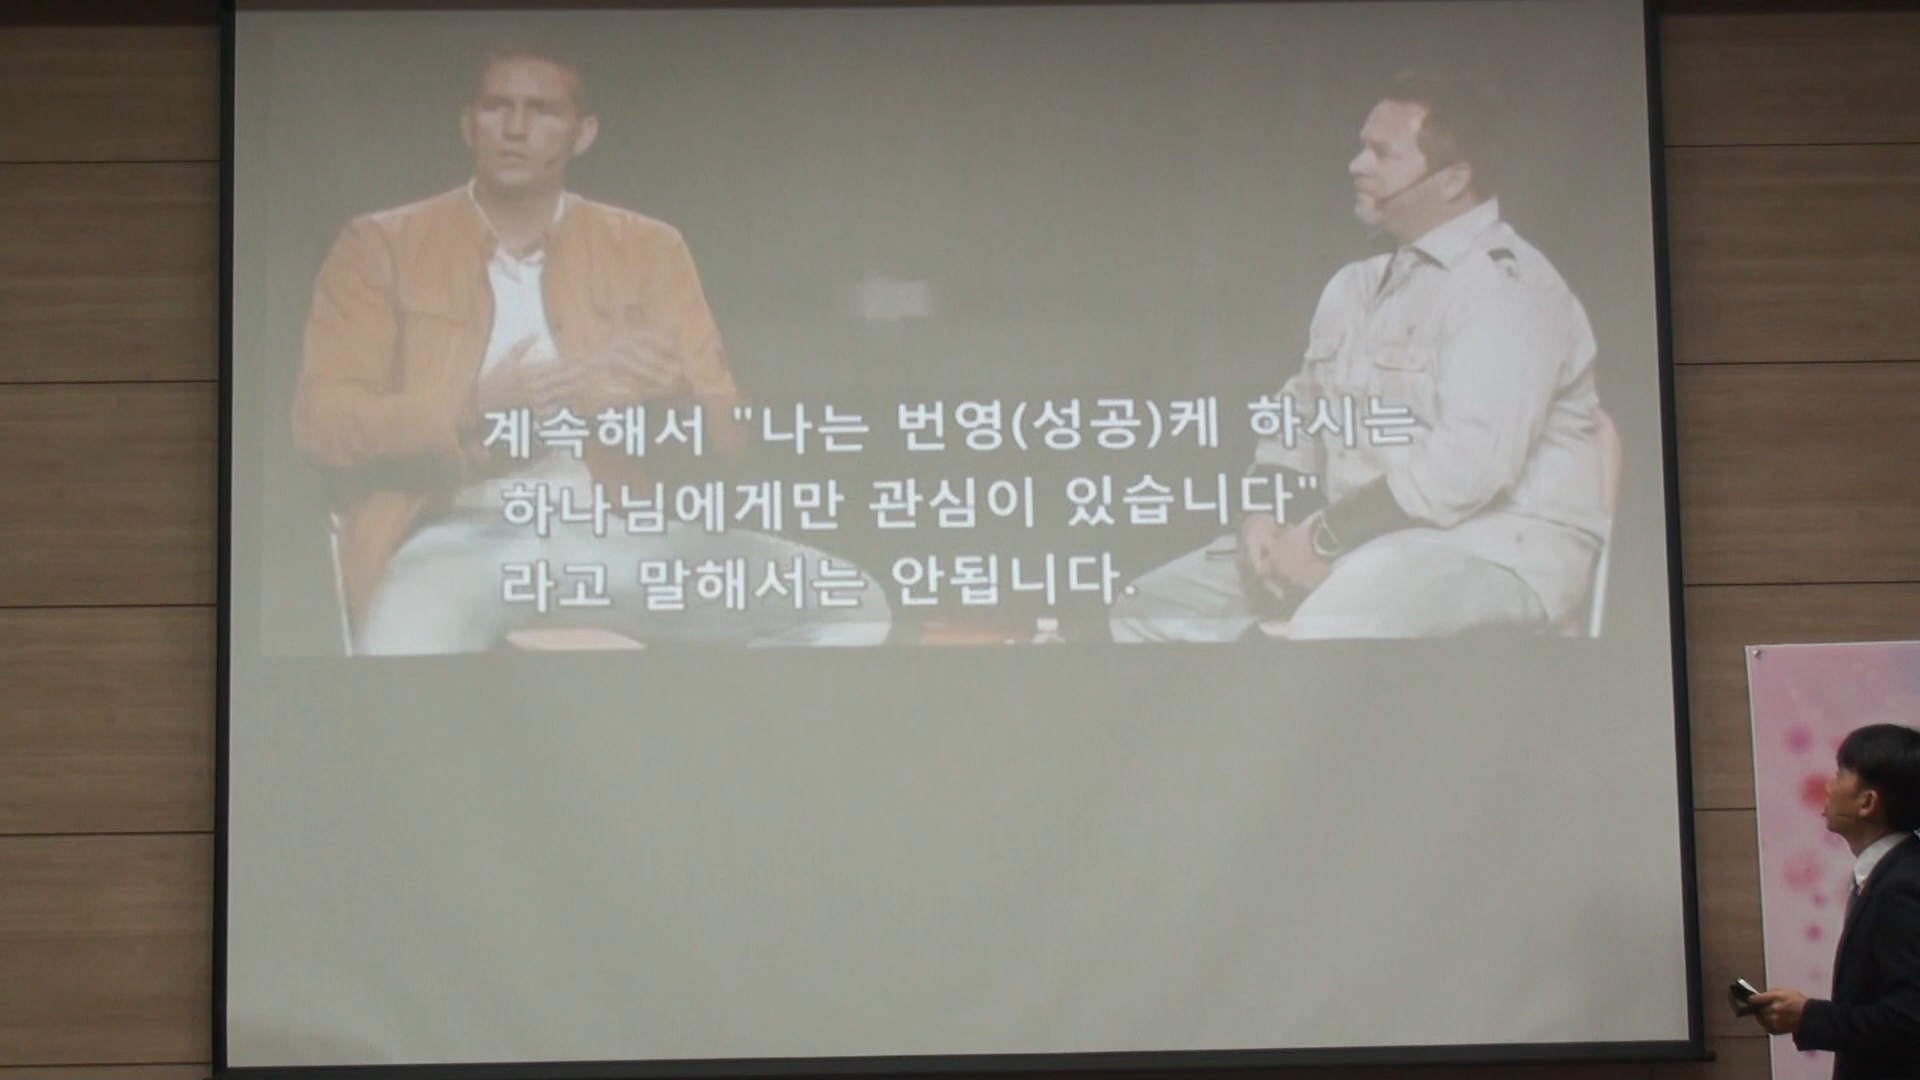 계속해서 "나는 번영(성공)케 하시는
하나님에게만 관심이 있습니다"
라고 말해서는 안됩니다.